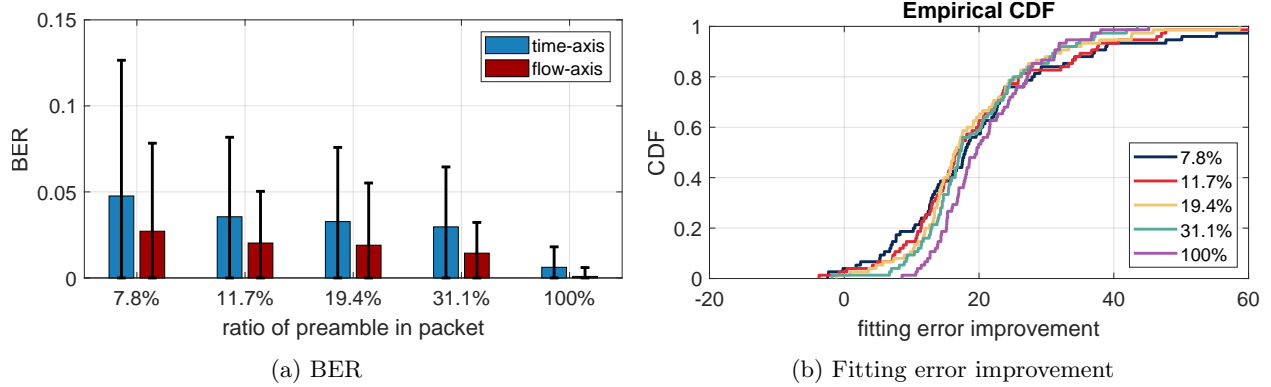 0.15
0.1
0.05
0
BER
time-axis
flow-axis
7.8% 11.7% 19.4% 31.1% 100%
ratio of preamble in packet
(a) BER
Empirical CDF
1
0.8
0.6
0.4
0.2
0
CDF
7.8%
11.7%
19.4%
31.1%
100%
-20 0 20 40 60
fitting error improvement
(b) Fitting error improvement